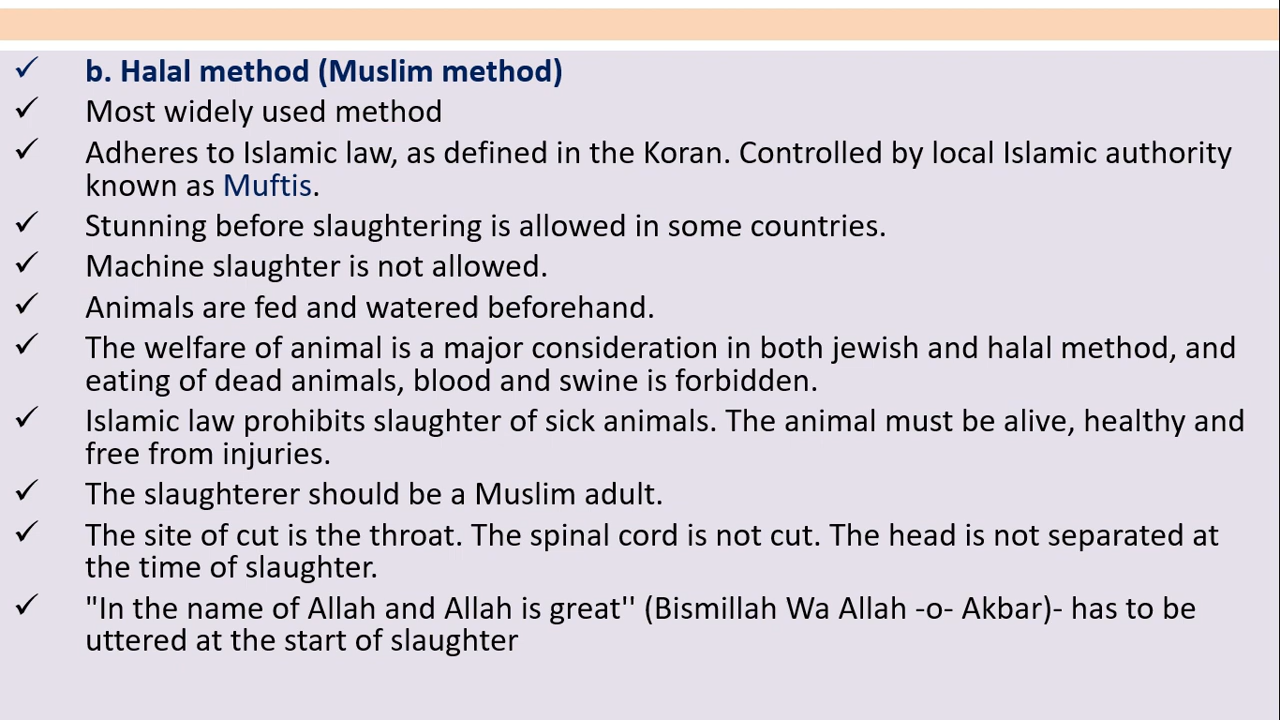 ✓ b. Halal method (Muslim method)
✓ Most widely used method
✓ Adheres to Islamic law, as defined in the Koran. Controlled by local Islamic authority
known as Muftis.
✓ Stunning before slaughtering is allowed in some countries.
✓ Machine slaughter is not allowed.
✓ Animals are fed and watered beforehand.
✓ The welfare of animal is a major consideration in both jewish and halal method, and
eating of dead animals, blood and swine is forbidden.
✓ Islamic law prohibits slaughter of sick animals. The animal must be alive, healthy and
free from injuries.
✓ The slaughterer should be a Muslim adult.
✓ The site of cut is the throat. The spinal cord is not cut. The head is not separated at
the time of slaughter.
✓ "In the name of Allah and Allah is great'' (Bismillah Wa Allah -o- Akbar)- has to be
uttered at the start of slaughter